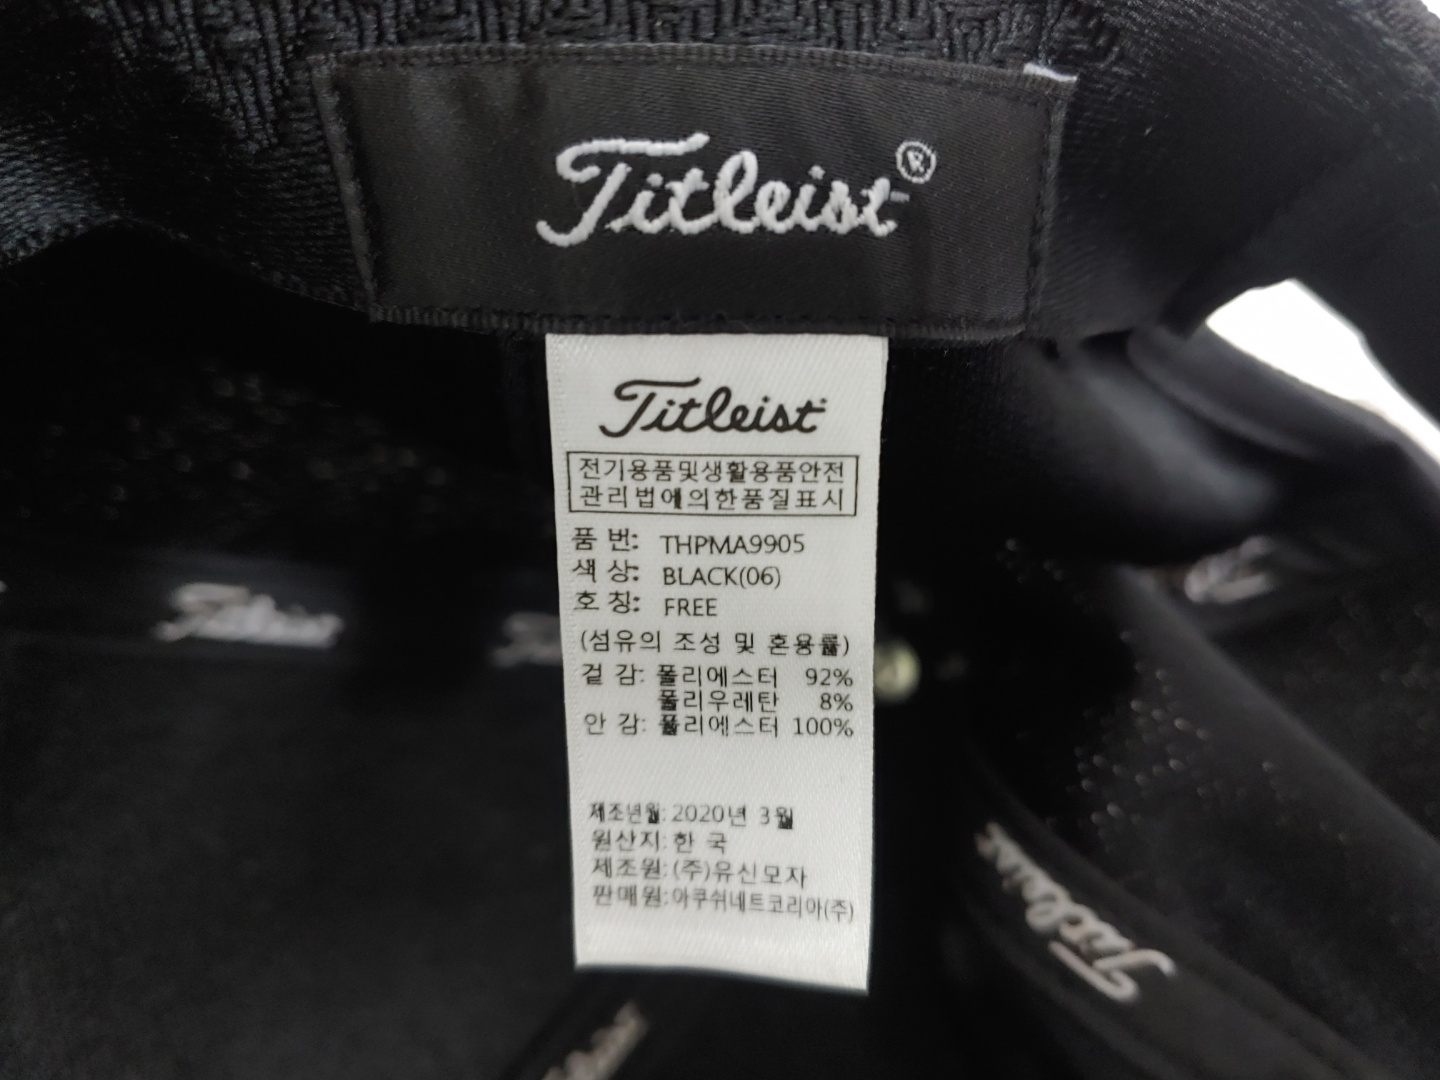 Titleist®
Titleist
전기용품및생활용품안전
관리법에의한품질표시
품 번: THPMA9905
색 상: BLACK(06)
호 칭: FREE
(섬유의 조성 및 혼용률)
겉 감: 폴리에스터 92%
폴리우레탄 8%
안 감: 폴리에스터 100%
제조년월: 2020년 3월
원산지: 한 국
제조원: (주)유신모자
판매원: 아쿠쉬네트코리아(주)
Titleist
Titleist